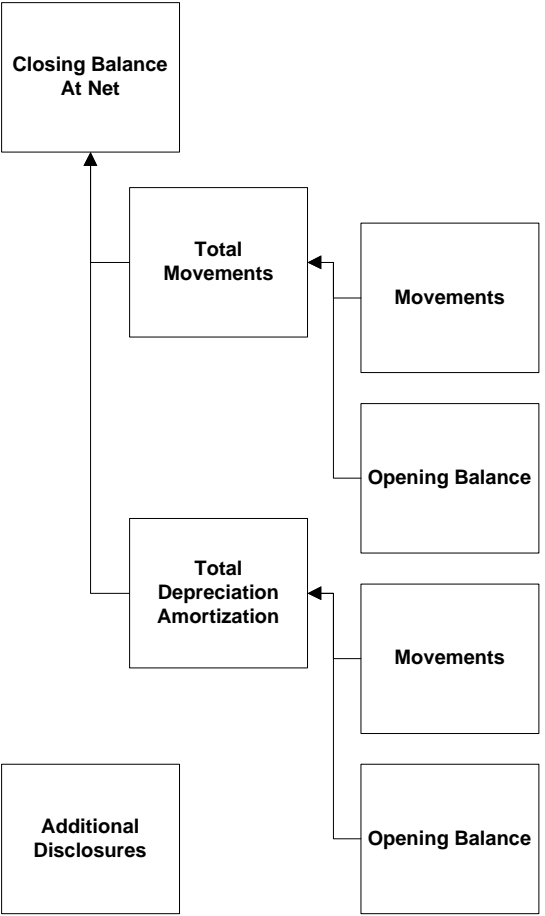 Closing Balance
At Net
Total
Movements
Movements
Opening Balance
Total
Depreciation
Amortization
Movements
Additional
Disclosures
Opening Balance